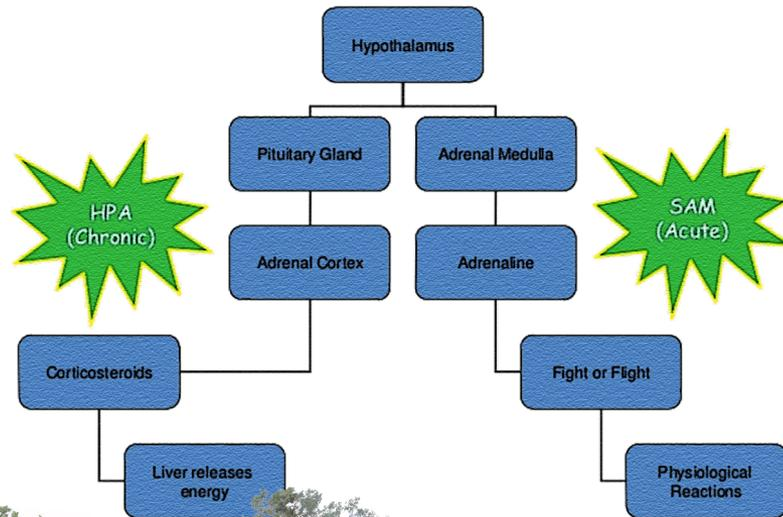 Hypothalamus
Pituitary Gland
Adrenal Medulla
HPA
(Chronic)
SAM
(Acute)
Adrenal Cortex
Adrenaline
Corticosteroids
Fight or Flight
Liver releases
energy
Physiological
Reactions